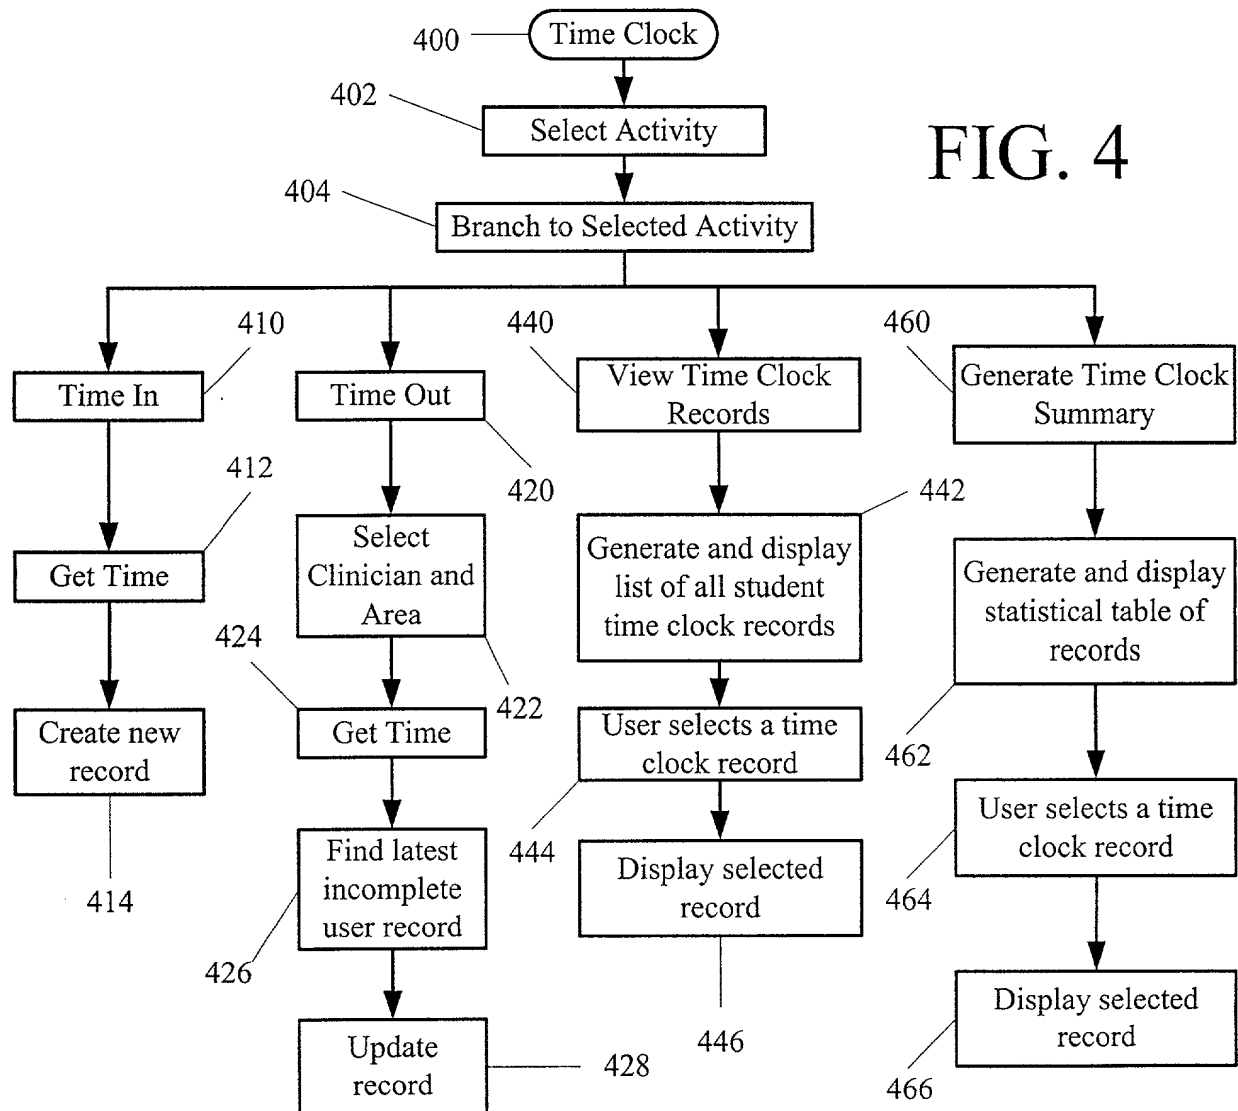 400
Time Clock
402
Select Activity
FIG. 4
404
Branch to Selected Activity
410
Time In
412
Get Time
Create new
record
414
Time Out
420
Select
Clinician and
Area
422
424
Get Time
Find latest
incomplete
user record
426
Update
record
428
440
View Time Clock
Records
442
Generate and display
list of all student
time clock records
User selects a time
clock record
444
Display selected
record
446
460
Generate Time Clock
Summary
Generate and display
statistical table of
records
462
User selects a time
clock record
464
Display selected
record
466